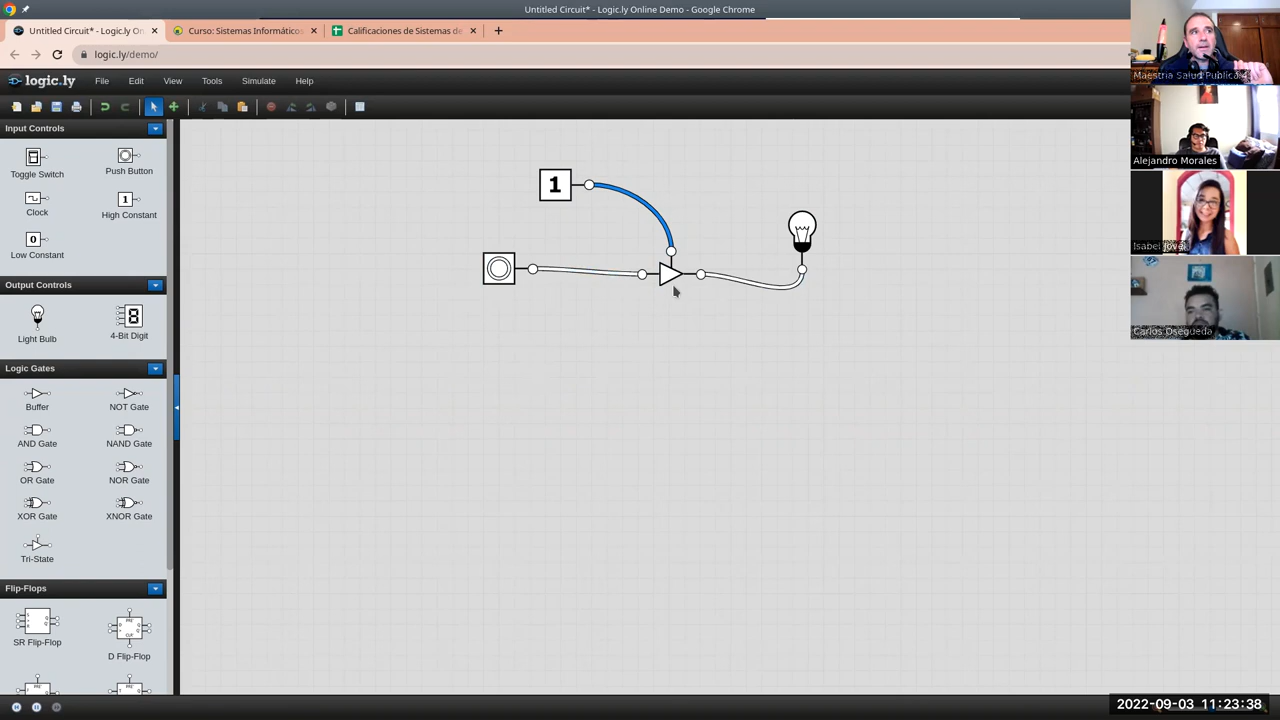 Untitled Circuit* - Logic.ly Online Demo - Google Chrome
Untitled Circuit* - Logic.ly On
Curso: Sistemas Informáticos
Calificaciones de Sistemas de
logic.ly/demo/
logic.ly
File
Edit
View
Tools
Simulate
Help
Input Controls
Toggle Switch
Push Button
Clock
1
High Constant
0
Low Constant
Output Controls
Light Bulb
8
4-Bit Digit
Logic Gates
Buffer
NOT Gate
AND Gate
NAND Gate
OR Gate
NOR Gate
XOR Gate
XNOR Gate
Tri-State
Flip-Flops
SR Flip-Flop
D Flip-Flop
1
Maestria Salud Publica
Alejandro Morales
Isabel Jovel
Carlos Osegueda
2022-09-03 11:23:38